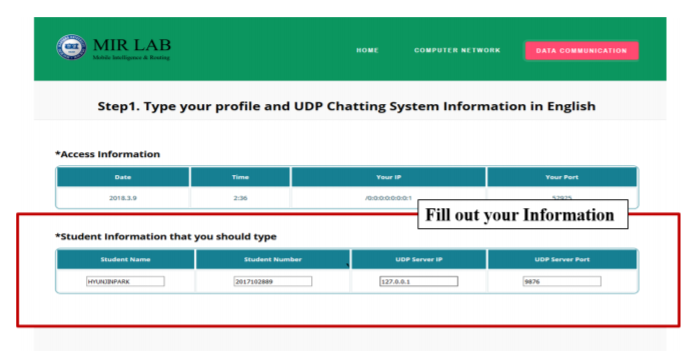 MIR LAB
Mobile Intelligence & Routing
HOME COMPUTER NETWORK DATA COMMUNICATION
Step1. Type your profile and UDP Chatting System Information in English
*Access Information
Date Time Your IP Your Port
2018.3.9 2:36 /0:0:0:0:0:0:0:1 57925
Fill out your Information
*Student Information that you should type
Student Name Student Number UDP Server IP UDP Server Port
HYUNJINPARK 2017102889 127.0.0.1 9876